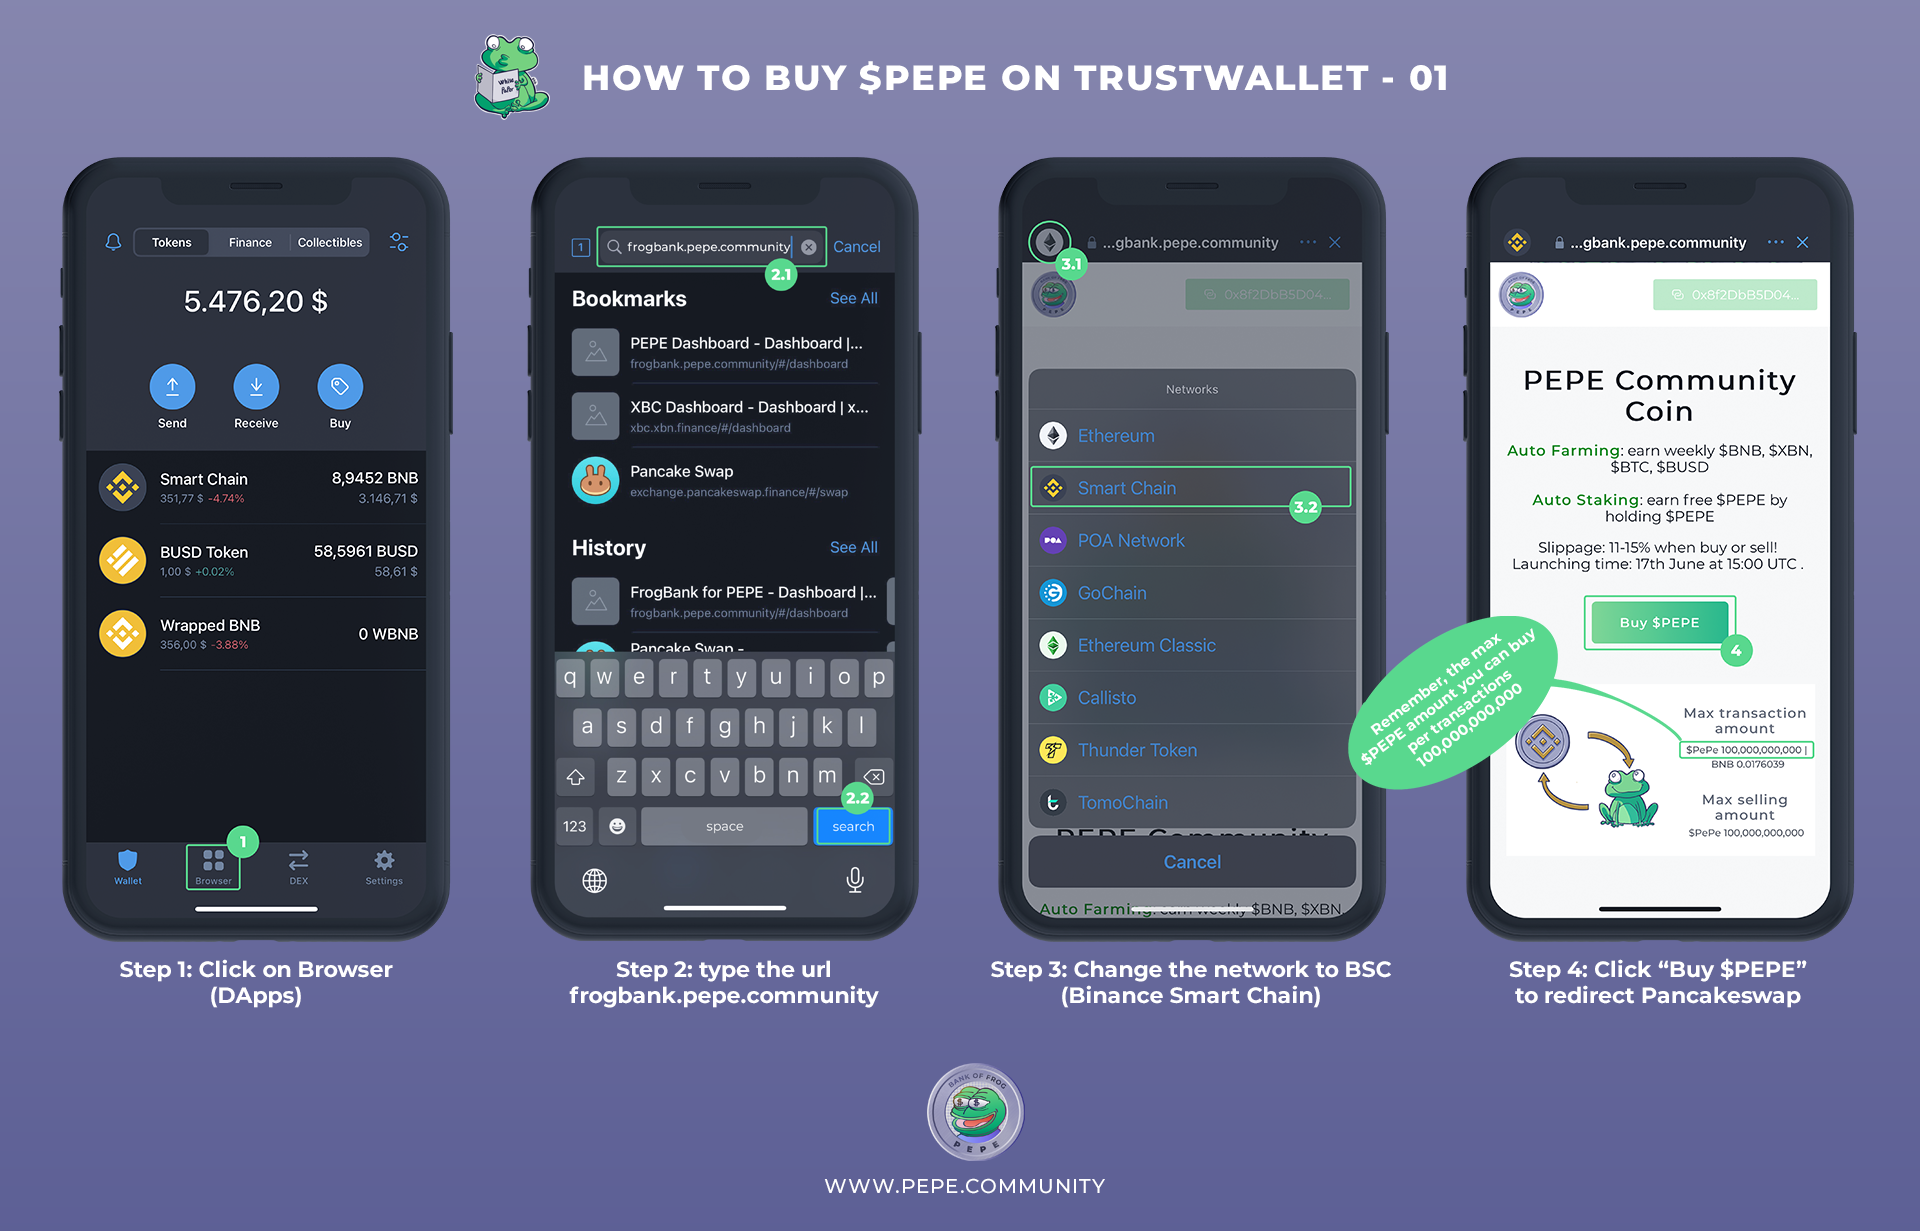 White
PaPer
HOW TO BUY $PEPE ON TRUSTWALLET - 01
Tokens
Finance
Collectibles
5.476,20 $
Send
Receive
Buy
Smart Chain
8,9452 BNB
351,77 $ -4.74%
3.146,71 $
BUSD Token
58,5961 BUSD
1,00 $ +0.02%
58,61 $
Wrapped BNB
0 WBNB
356,00 $ -3.88%
1
Wallet
Browser
DEX
Settings
Step 1: Click on Browser
(DApps)
1
frogbank.pepe.community
Cancel
2.1
Bookmarks
See All
PEPE Dashboard - Dashboard |...
frogbank.pepe.community/#/dashboard
XBC Dashboard - Dashboard | x...
xbc.xbn.finance/#/dashboard
Pancake Swap
exchange.pancakeswap.finance/#/swap
History
See All
FrogBank for PEPE - Dashboard |...
frogbank.pepe.community/#/dashboard
Pancake Swap -
q w e r t y u i o p
a s d f g h j k l
z x c v b n m
2.2
123
space
search
Step 2: type the url
frogbank.pepe.community
...gbank.pepe.community
3.1
PEPE
0x8f2DbB5D04...
Networks
Ethereum
Smart Chain
3.2
POA
POA Network
GoChain
Ethereum Classic
Callisto
Thunder Token
TomoChain
PEPE Community
Cancel
Auto Farming: earn weekly $BNB, $XBN,
Step 3: Change the network to BSC
(Binance Smart Chain)
...gbank.pepe.community
PEPE
0x8f2DbB5D04...
PEPE Community
Coin
Auto Farming: earn weekly $BNB, $XBN,
$BTC, $BUSD
Auto Staking: earn free $PEPE by
holding $PEPE
Slippage: 11-15% when buy or sell!
Launching time: 17th June at 15:00 UTC .
Buy $PEPE
4
Remember, the max
$PEPE amount you can buy
per transactions
100,000,000,000
Max transaction
amount
$PePe 100,000,000,000 |
BNB 0.0176039
Max selling
amount
$PePe 100,000,000,000
Step 4: Click “Buy $PEPE”
to redirect Pancakeswap
BANK OF FROG
PEPE
WWW.PEPE.COMMUNITY